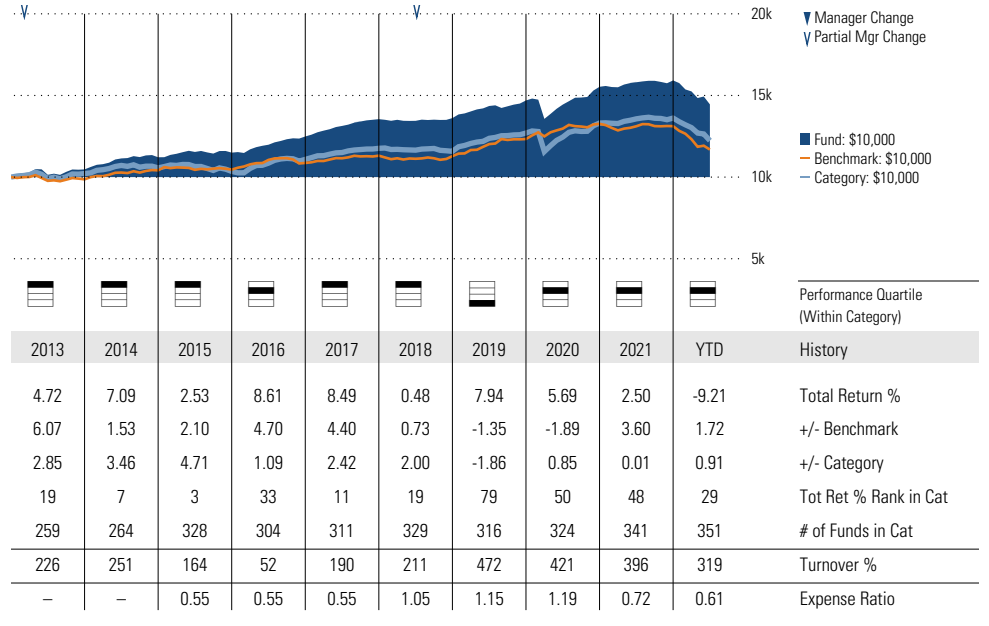 20k
Manager Change
Partial Mgr Change
15k
Fund: $10,000
Benchmark: $10,000
10k
Category: $10,000
5k
Performance Quartile
(Within Category)
2013 2014 2015 2016 2017 2018 2019 2020 2021 YTD History
4.72 7.09 2.53 8.61 8.49 0.48 7.94 5.69 2.50 -9.21 Total Return %
6.07 1.53 2.10 4.70 4.40 0.73 -1.35 -1.89 3.60 1.72 +/- Benchmark
2.85 3.46 4.71 1.09 2.42 2.00 -1.86 0.85 0.01 0.91 +/- Category
19 7 3 33 11 19 79 50 48 29 Tot Ret % Rank in Cat
259 264 328 304 311 329 316 324 341 351 # of Funds in Cat
226 251 164 52 190 211 472 421 396 319 Turnover %
– – 0.55 0.55 0.55 1.05 1.15 1.19 0.72 0.61 Expense Ratio